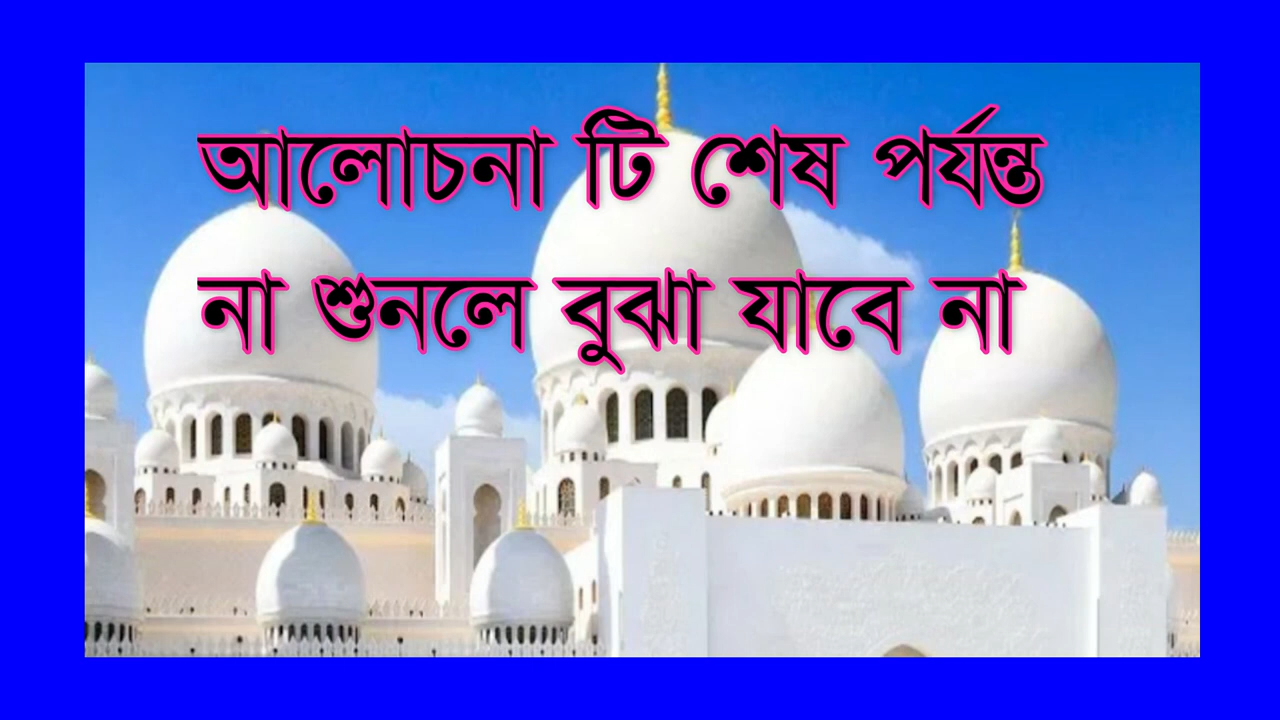 আলোচনা টি শেষ পর্যন্ত
না শুনলে বুঝা যাবে না